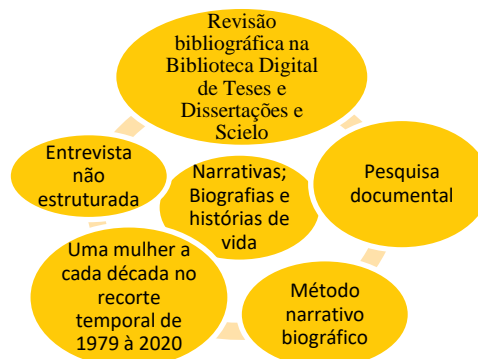 Revisão
bibliográfica na
Biblioteca Digital
de Teses e
Dissertações e
Scielo
Entrevista
não
estruturada
Narrativas;
Biografias e
histórias de
vida
Pesquisa
documental
Uma mulher a
cada década no
recorte
temporal de
1979 à 2020
Método
narrativo
biográfico